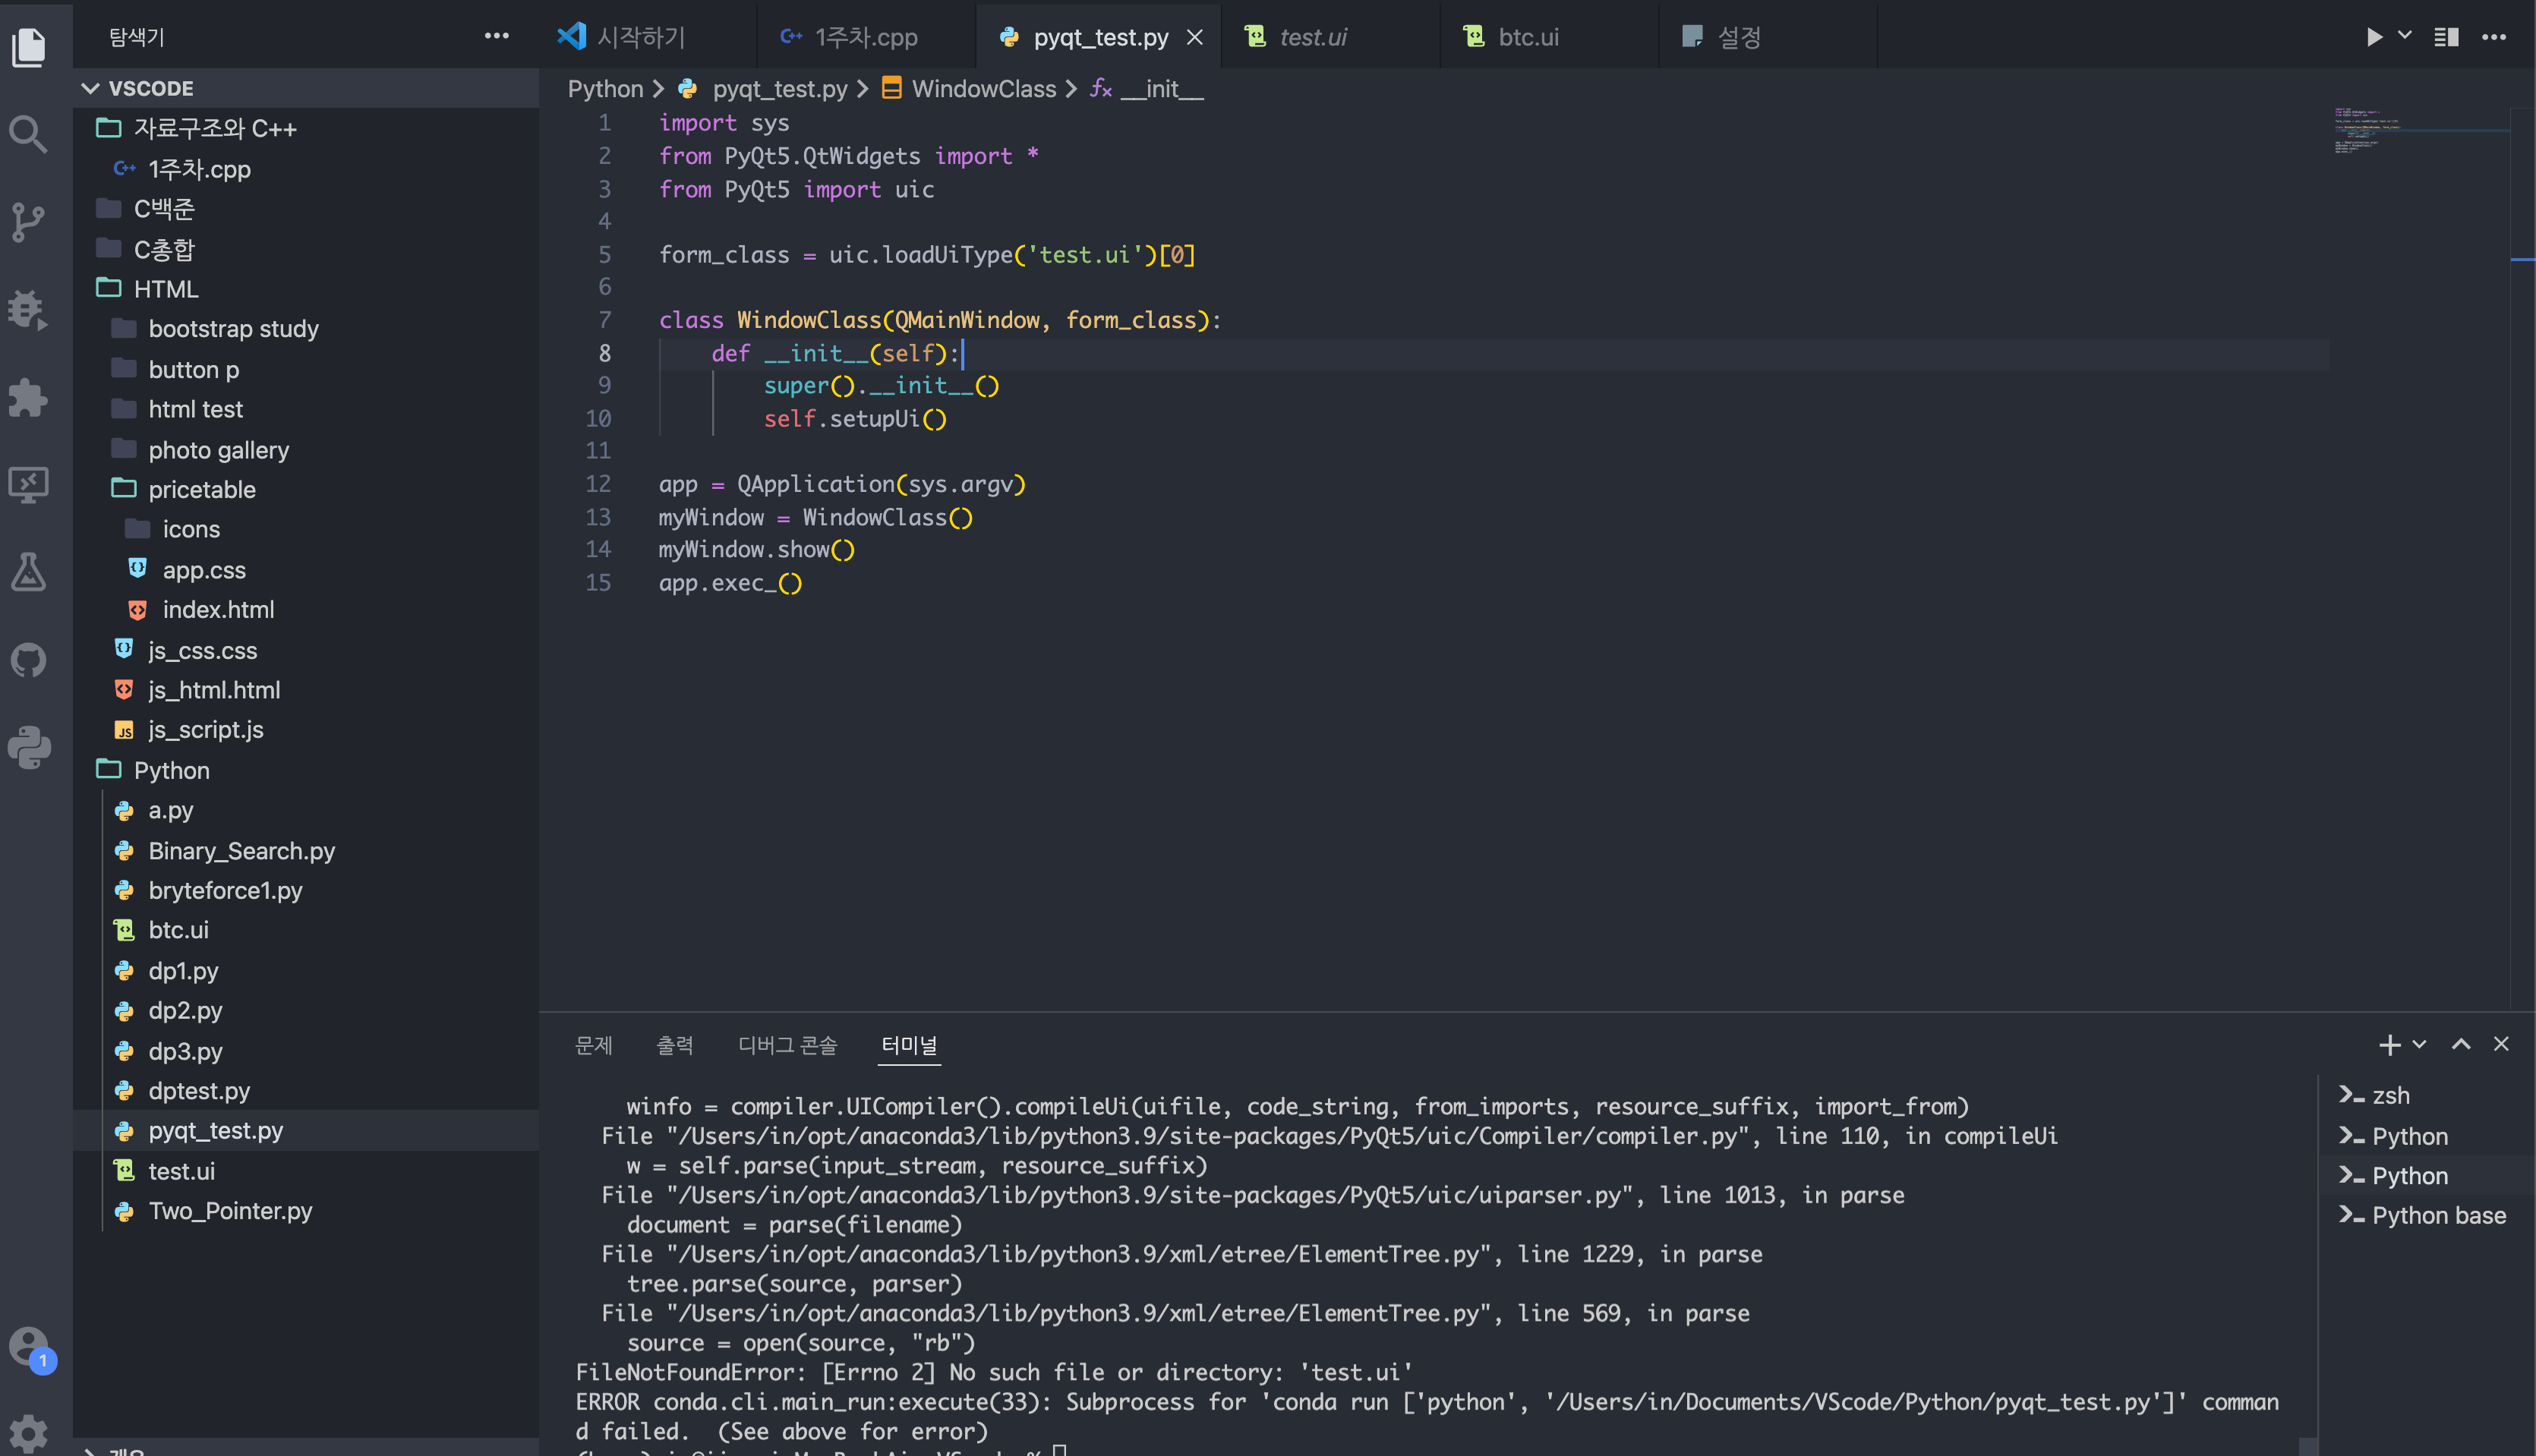 탐색기
시작하기
1주차.cpp
pyqt_test.py
test.ui
btc.ui
설정
VSCODE
자료구조와 C++
1주차.cpp
C백준
C총합
HTML
bootstrap study
button p
html test
photo gallery
pricetable
icons
app.css
index.html
js_css.css
js_html.html
js_script.js
Python
a.py
Binary_Search.py
bryteforce1.py
btc.ui
dp1.py
dp2.py
dp3.py
dptest.py
pyqt_test.py
test.ui
Two_Pointer.py
1
Python > pyqt_test.py > WindowClass > __init__
1 import sys
2 from PyQt5.QtWidgets import *
3 from PyQt5 import uic
4
5 form_class = uic.loadUiType('test.ui')[0]
6
7 class WindowClass(QMainWindow, form_class):
8     def __init__(self):
9         super().__init__()
10         self.setupUi()
11
12 app = QApplication(sys.argv)
13 myWindow = WindowClass()
14 myWindow.show()
15 app.exec_()
문제 출력 디버그 콘솔 터미널
    winfo = compiler.UICompiler().compileUi(uifile, code_string, from_imports, resource_suffix, import_from)
  File "/Users/in/opt/anaconda3/lib/python3.9/site-packages/PyQt5/uic/Compiler/compiler.py", line 110, in compileUi
    w = self.parse(input_stream, resource_suffix)
  File "/Users/in/opt/anaconda3/lib/python3.9/site-packages/PyQt5/uic/uiparser.py", line 1013, in parse
    document = parse(filename)
  File "/Users/in/opt/anaconda3/lib/python3.9/xml/etree/ElementTree.py", line 1229, in parse
    tree.parse(source, parser)
  File "/Users/in/opt/anaconda3/lib/python3.9/xml/etree/ElementTree.py", line 569, in parse
    source = open(source, "rb")
FileNotFoundError: [Errno 2] No such file or directory: 'test.ui'
ERROR conda.cli.main_run:execute(33): Subprocess for 'conda run ['python', '/Users/in/Documents/VScode/Python/pyqt_test.py']' comman
d failed.  (See above for error)
zsh
Python
Python
Python base